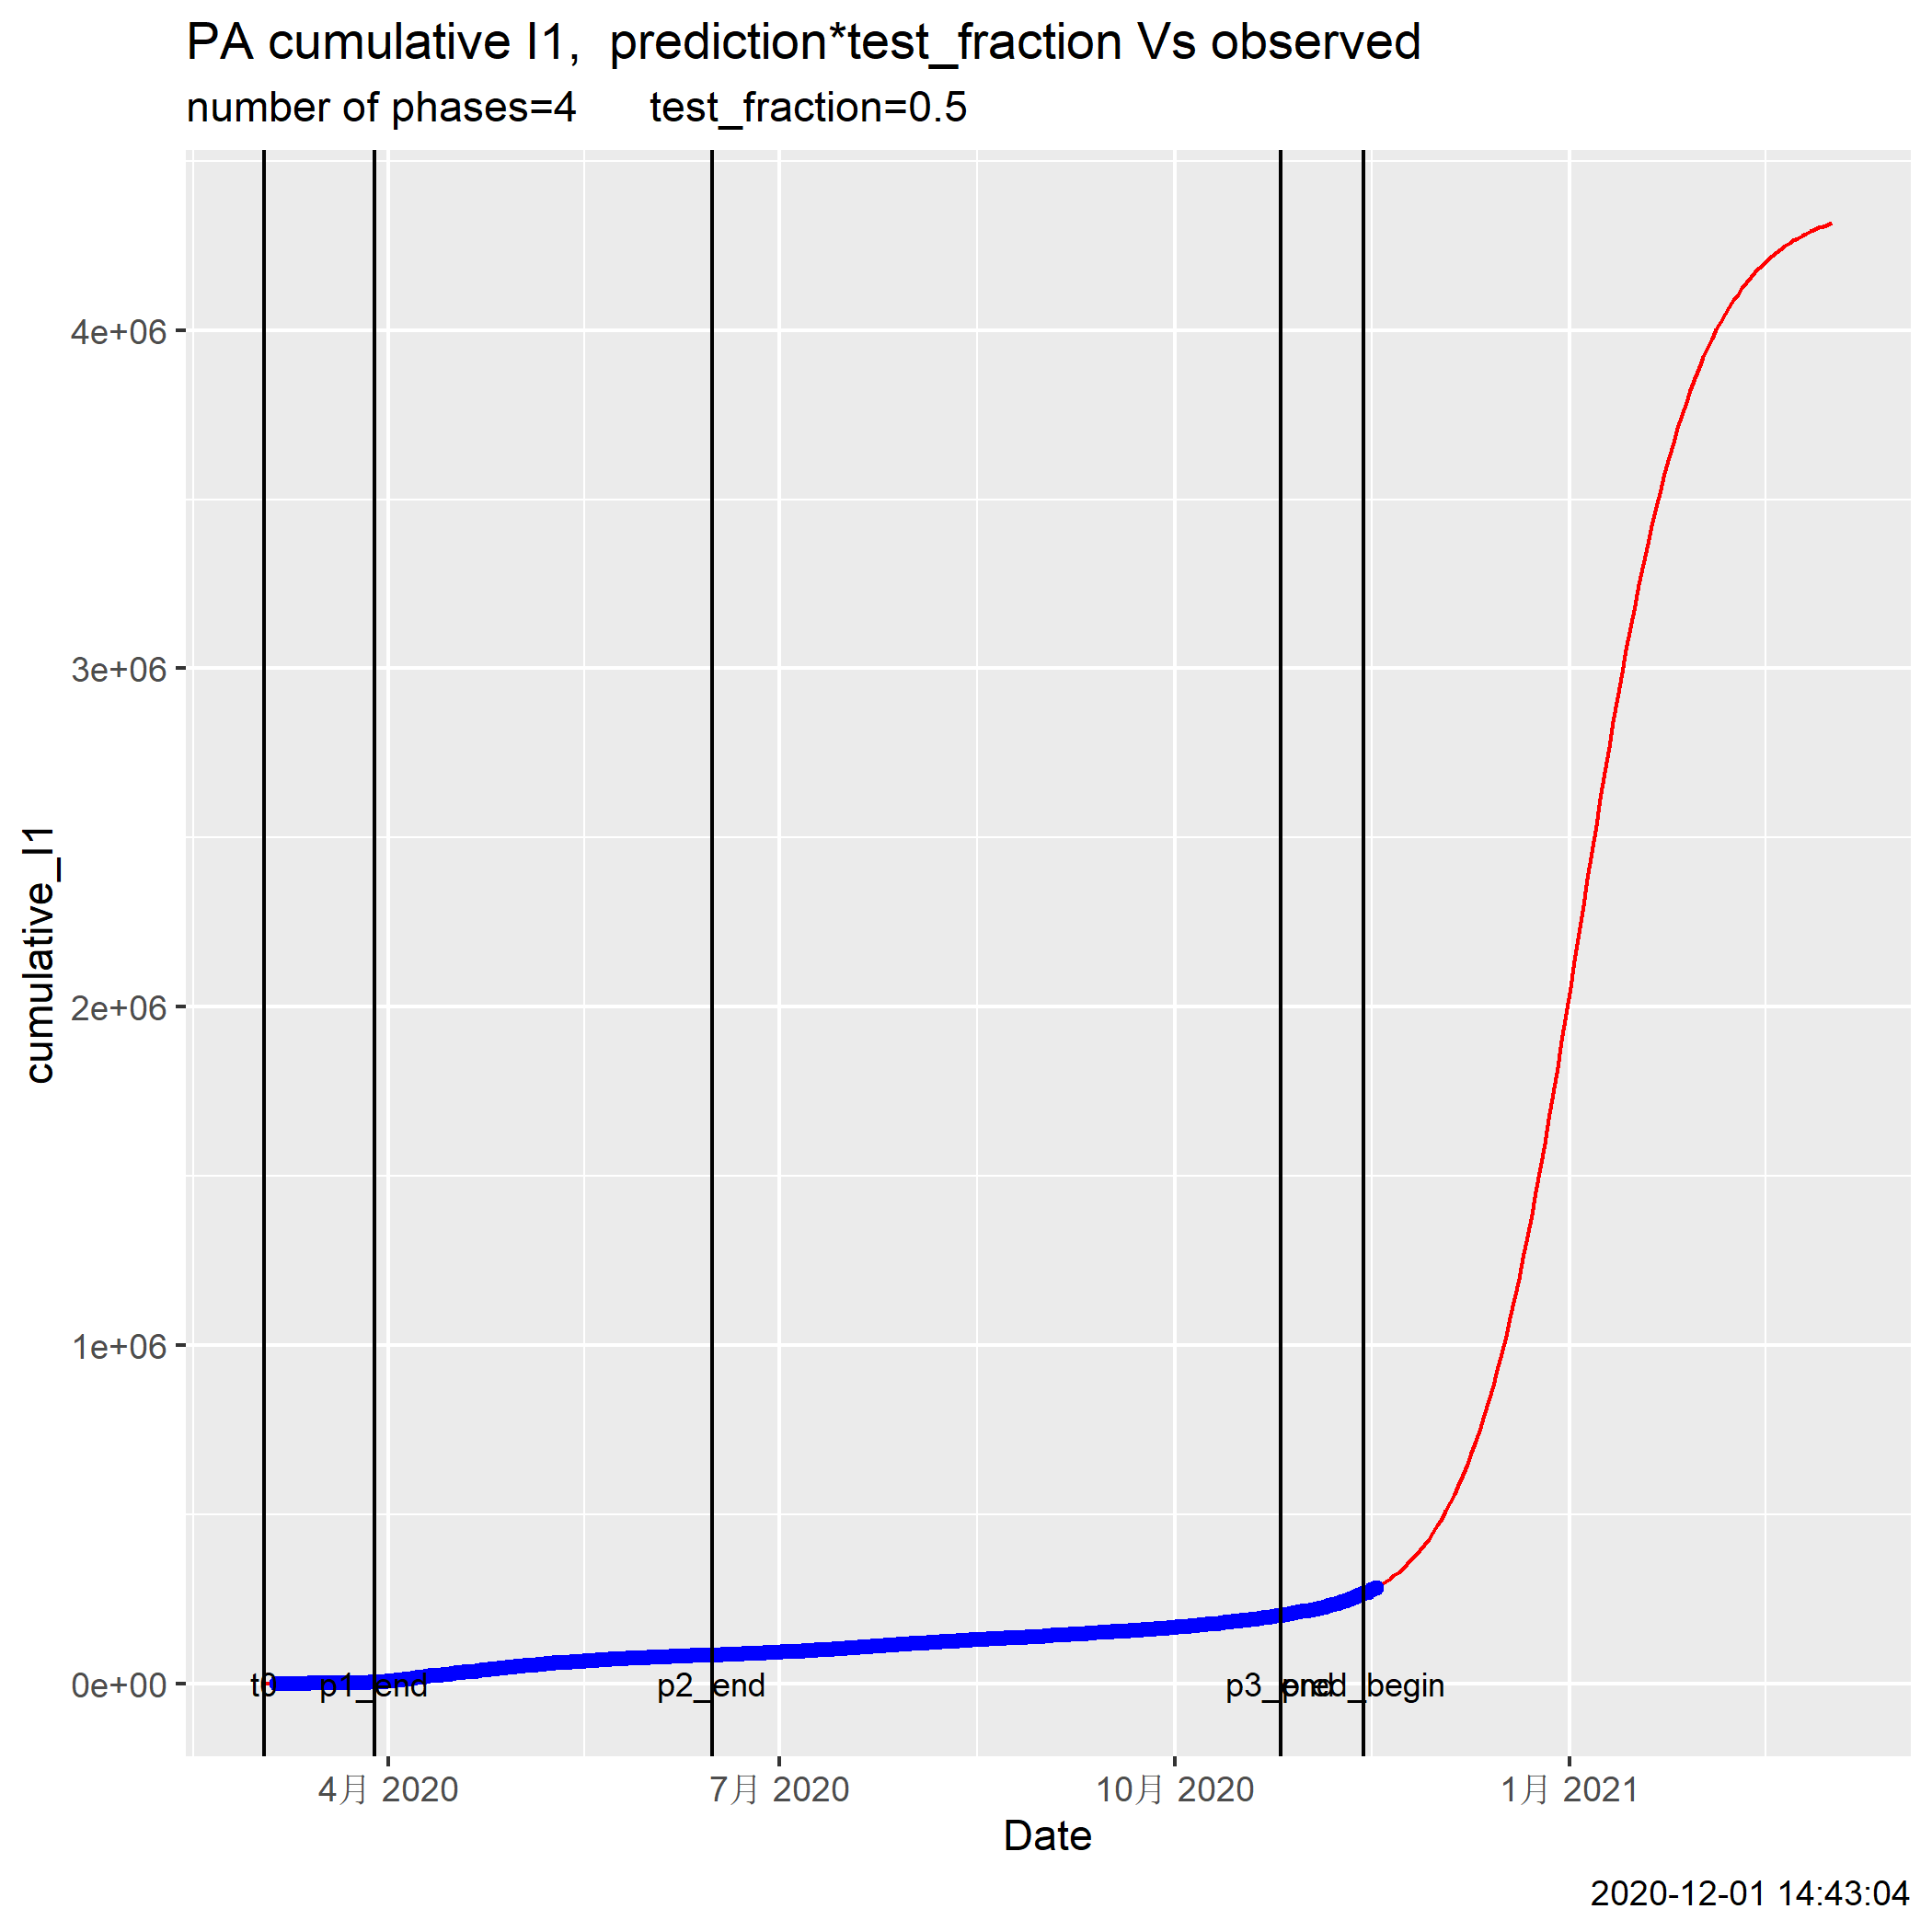 PA cumulative I1,  prediction*test_fraction Vs observed
number of phases=4      test_fraction=0.5
cumulative_I1
4e+06
3e+06
2e+06
1e+06
0e+00
t0
p1_end
p2_end
p3_end
pred_begin
4月 2020
7月 2020
10月 2020
1月 2021
Date
2020-12-01 14:43:04